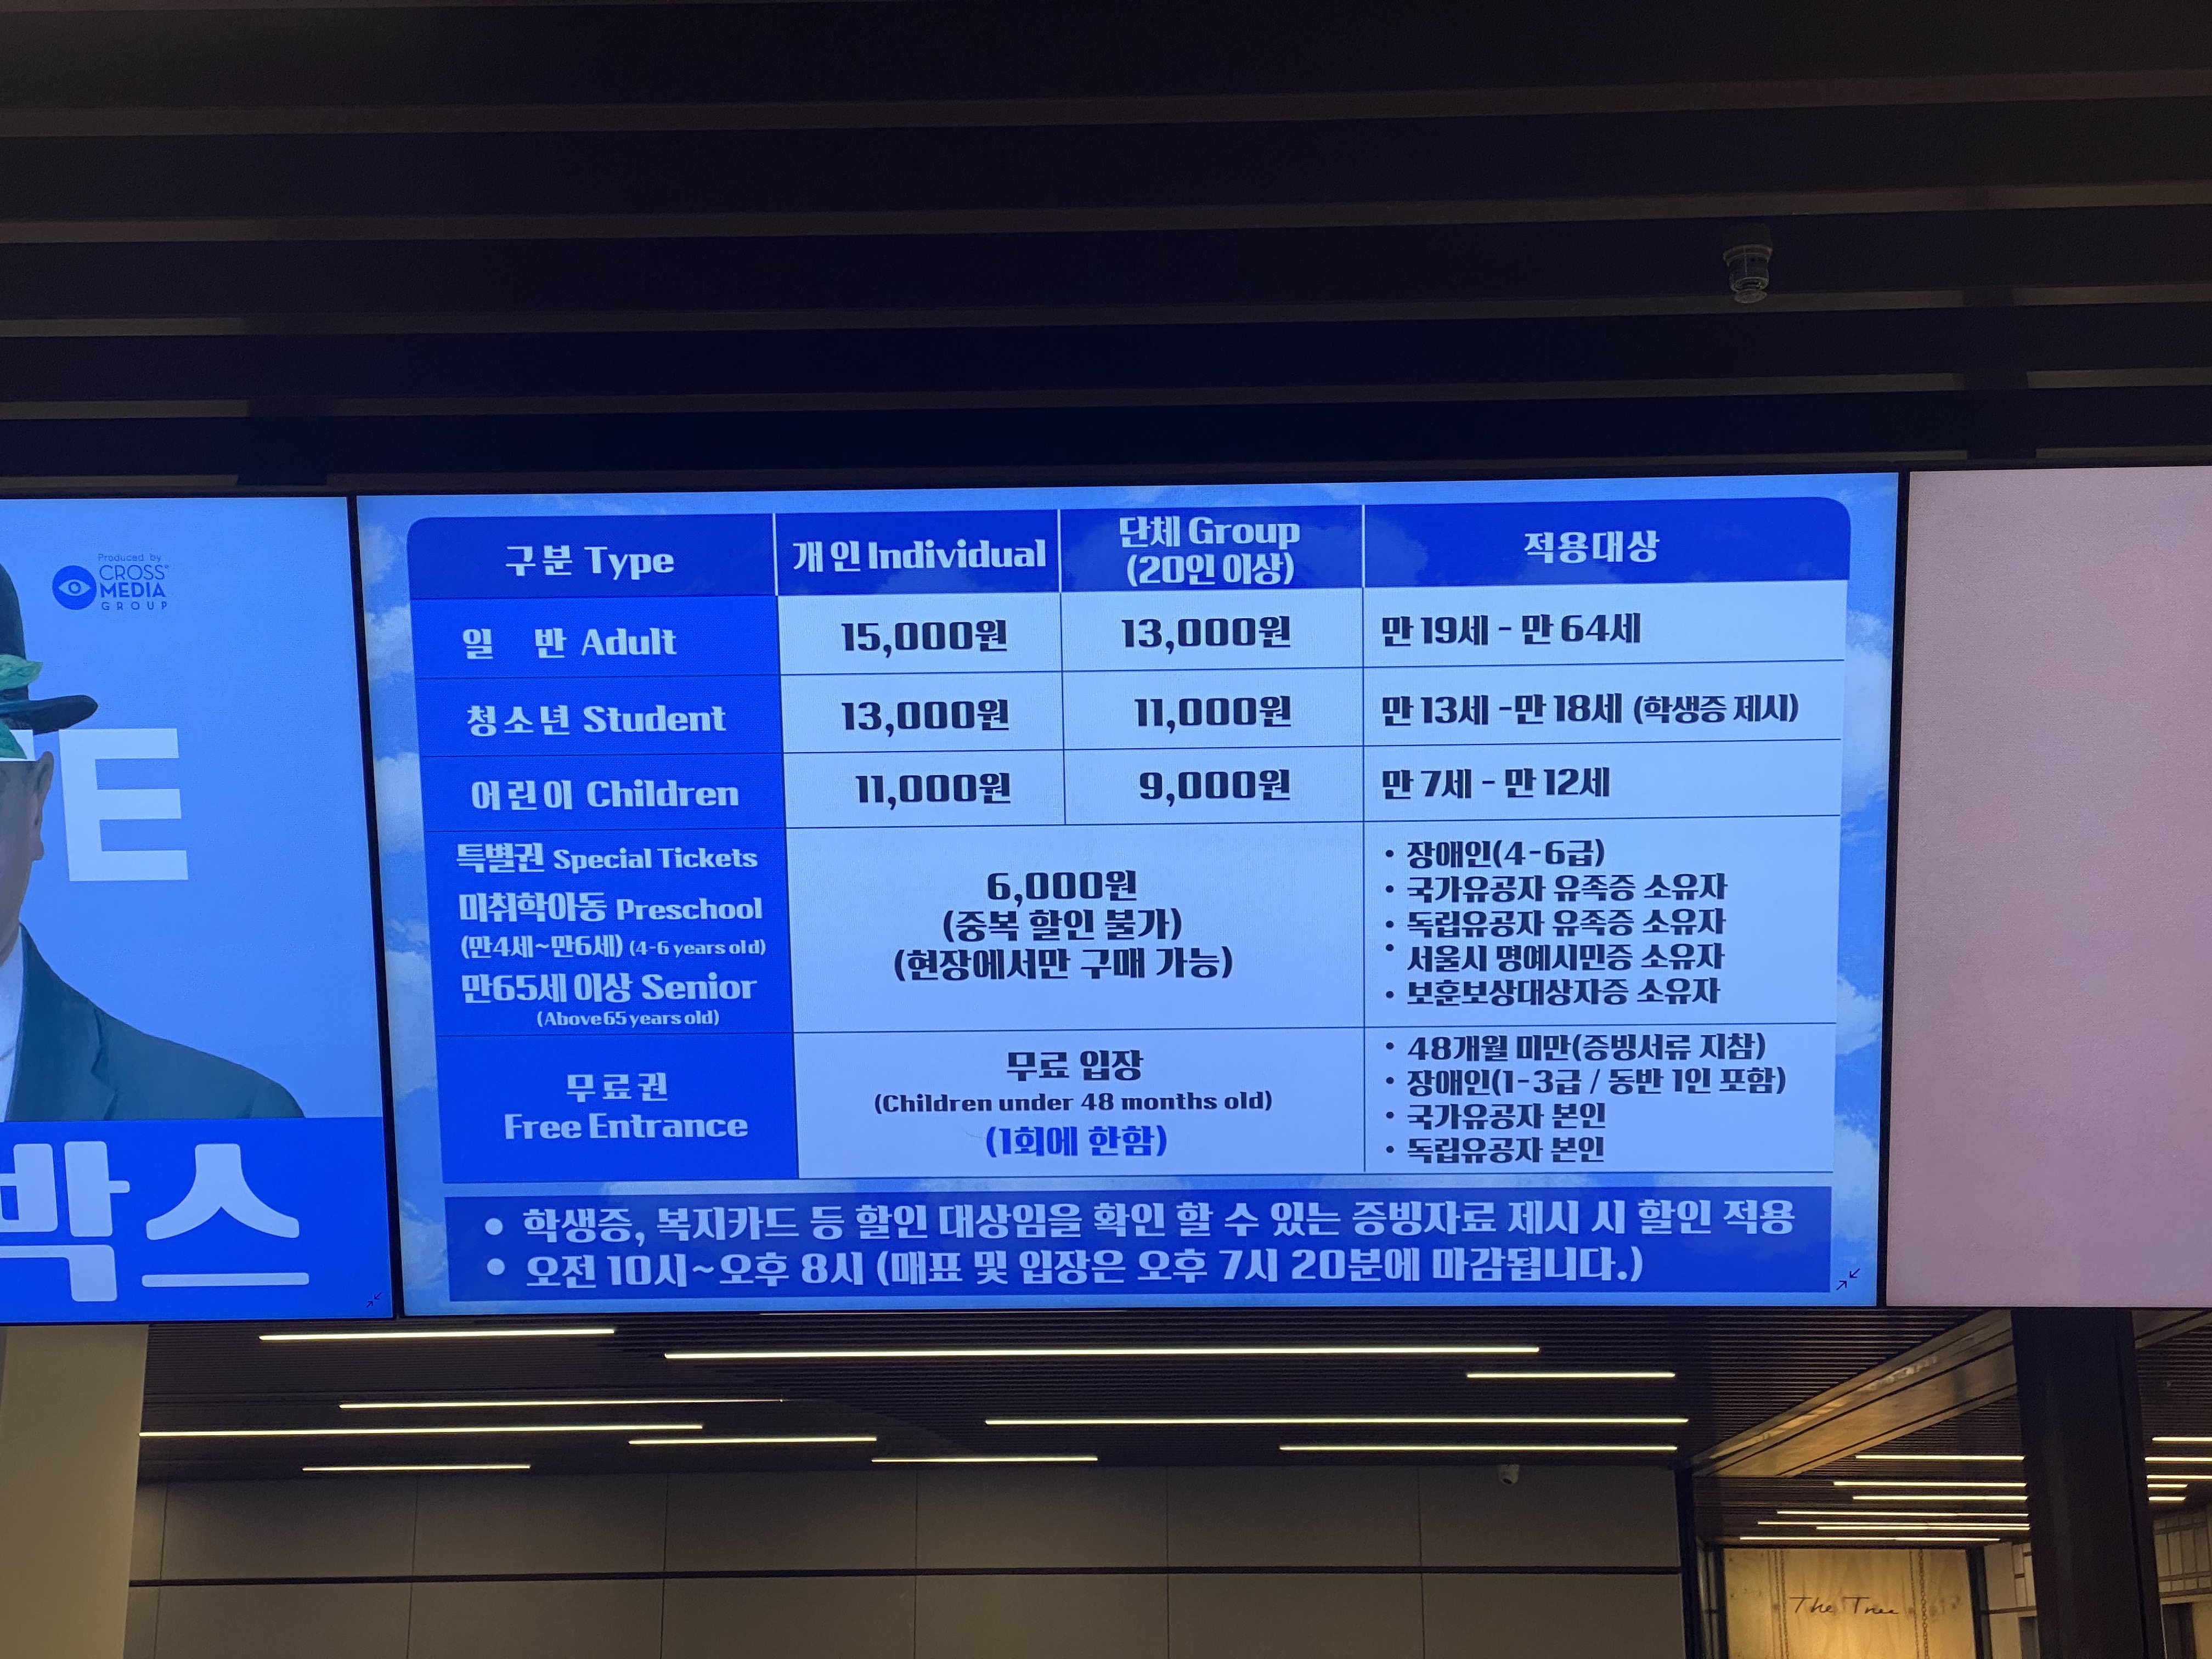 Produced by
CROSS
MEDIA
GROUP
E
박스
구분 Type
개인 Individual
단체 Group
(20인 이상)
적용대상
일 반 Adult
15,000원
13,000원
만 19세 - 만 64세
청소년 Student
13,000원
11,000원
만 13세 -만 18세 (학생증 제시)
어린이 Children
11,000원
9,000원
만 7세 - 만 12세
특별권 Special Tickets
미취학아동 Preschool
(만4세~만6세) (4-6 years old)
만65세 이상 Senior
(Above 65 years old)
6,000원
(중복 할인 불가)
(현장에서만 구매 가능)
• 장애인(4-6급)
• 국가유공자 유족증 소유자
• 독립유공자 유족증 소유자
• 서울시 명예시민증 소유자
• 보훈보상대상자증 소유자
무료권
Free Entrance
무료 입장
(Children under 48 months old)
(1회에 한함)
• 48개월 미만(증빙서류 지참)
• 장애인(1-3급 / 동반 1인 포함)
• 국가유공자 본인
• 독립유공자 본인
• 학생증, 복지카드 등 할인 대상임을 확인 할 수 있는 증빙자료 제시 시 할인 적용
• 오전 10시~오후 8시 (매표 및 입장은 오후 7시 20분에 마감됩니다.)
The Tree